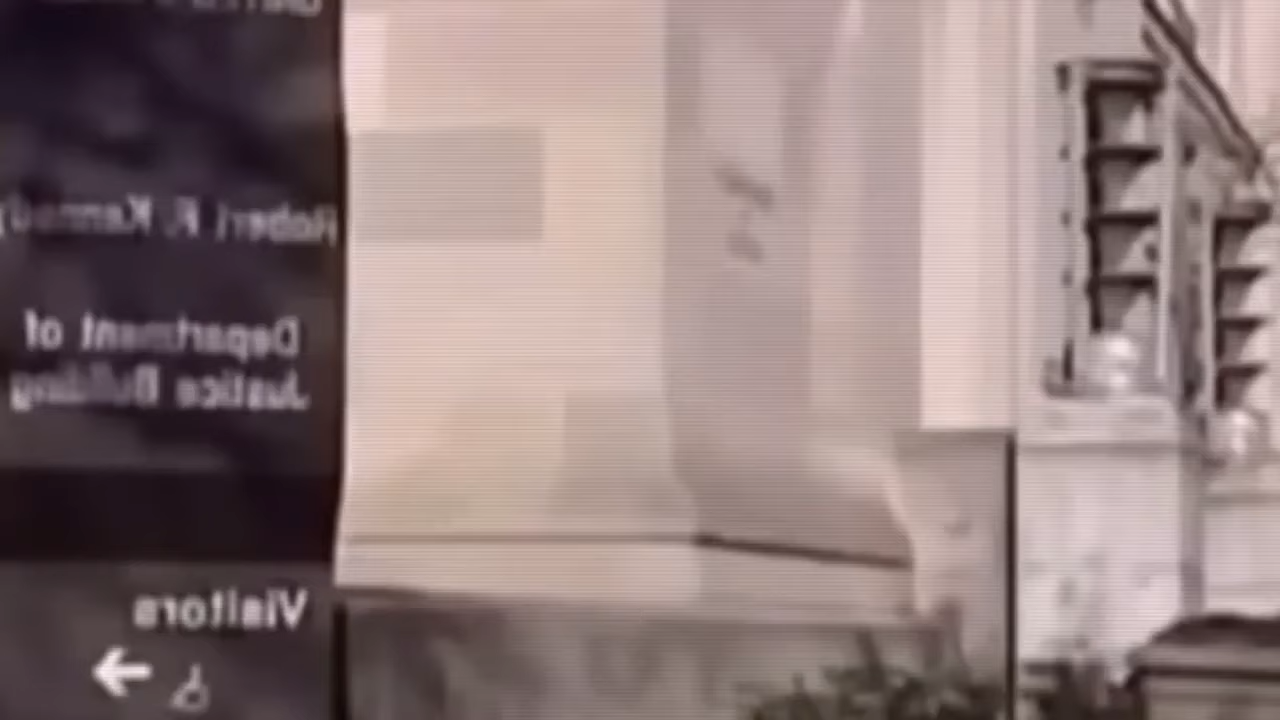 Robert F. Kennedy
Department of
Justice Building
Visitors